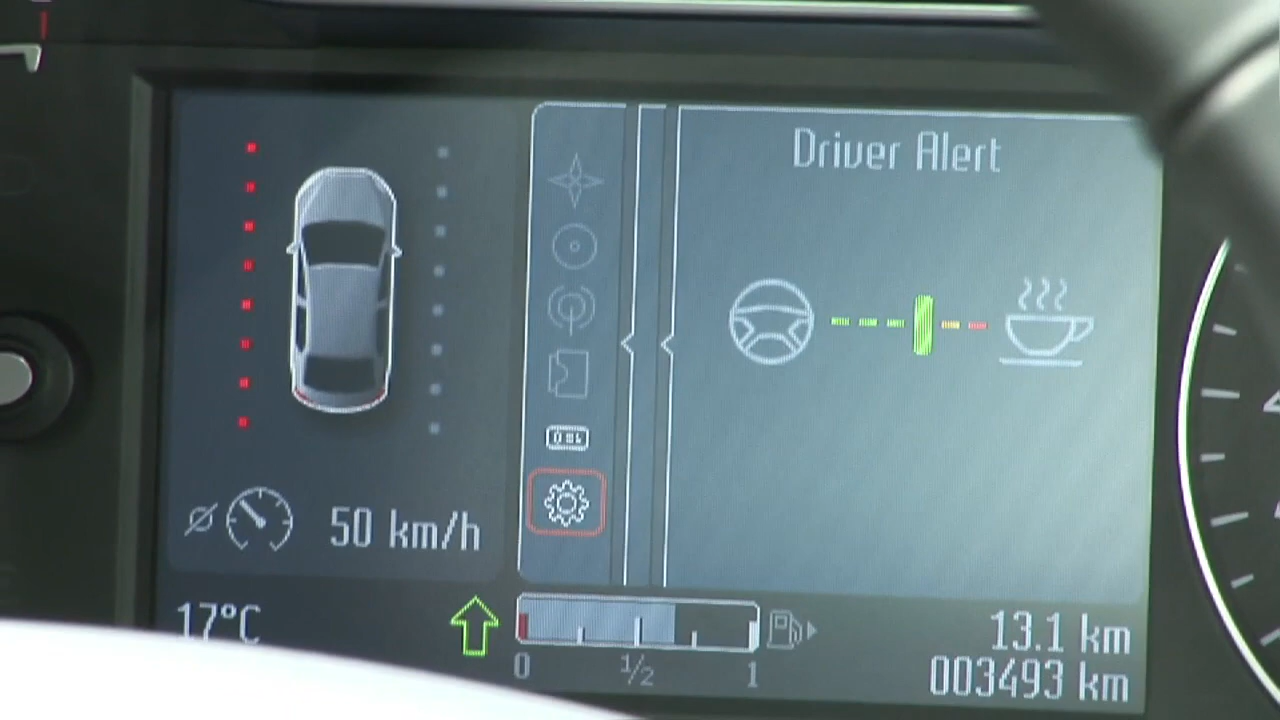 Driver Alert
Ø 50 km/h
17°C
0 1/2 1
13.1 km
003493 km